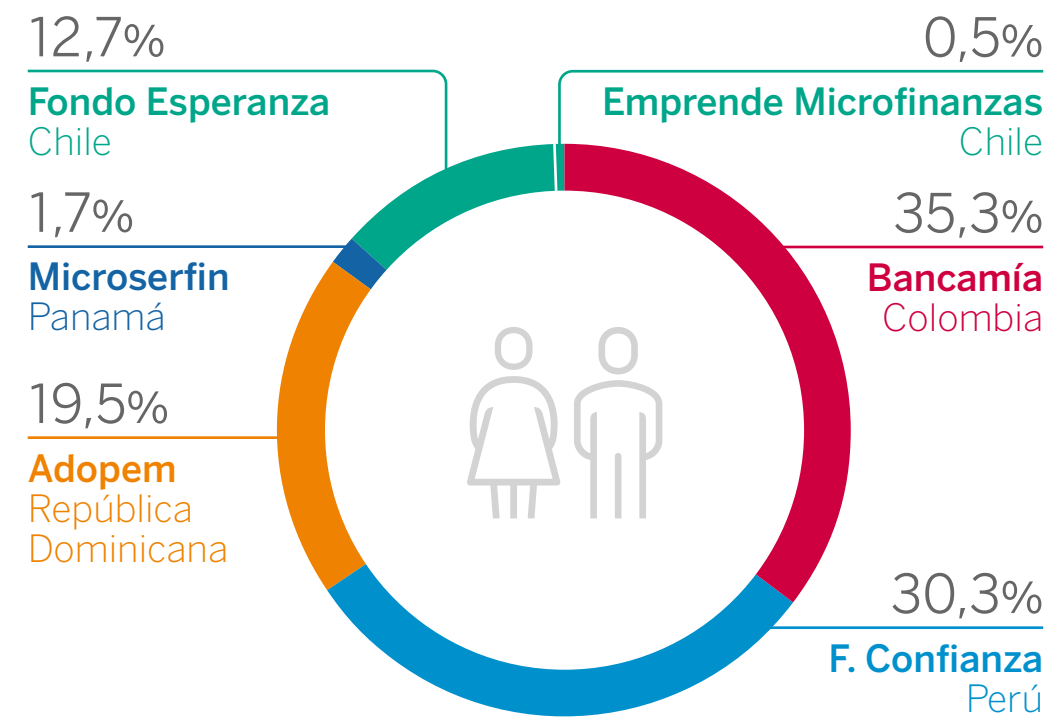 12,7%
Fondo Esperanza
Chile
1,7%
Microserfin
Panamá
19,5%
Adopem
República
Dominicana
0,5%
Emprende Microfinanzas
Chile
35,3%
Bancamía
Colombia
30,3%
F. Confianza
Perú